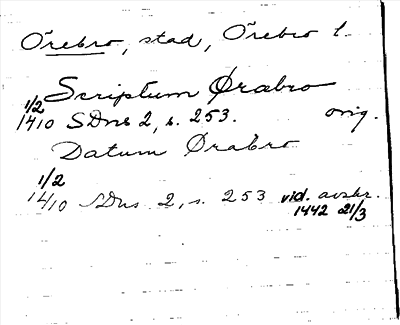 Örebro, stad, Örebro l.
Scriptum Ørabro
1/2
1410 SDns 2, s. 253. orig.
Datum Ørabro
1/2
1410 SDns 2, s. 253 vid. avskr.
1442 21/3